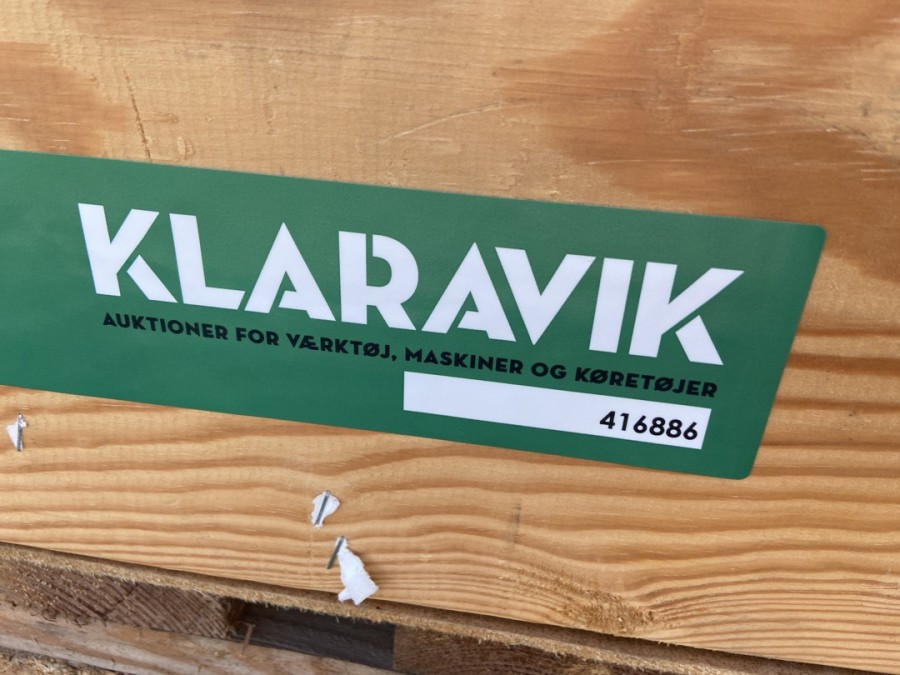 KLARAVIK
AUKTIONER FOR VÆRKTØJ, MASKINER OG KØRETØJER
416886